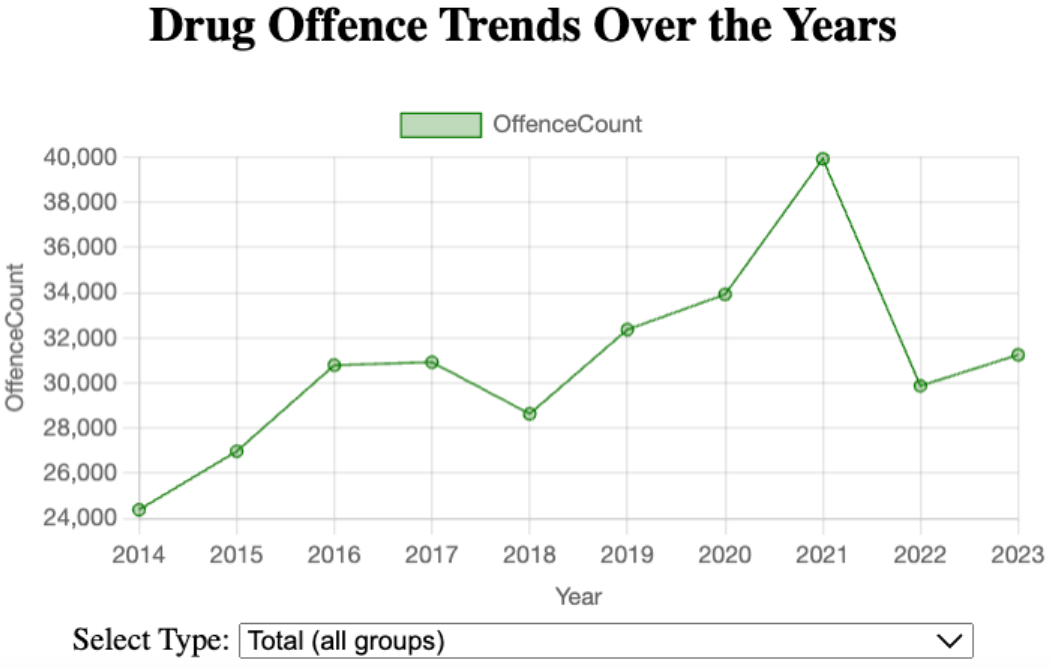 Drug Offence Trends Over the Years
OffenceCount
40,000
38,000
36,000
34,000
32,000
30,000
28,000
26,000
24,000
OffenceCount
2014 2015 2016 2017 2018 2019 2020 2021 2022 2023
Year
Select Type: Total (all groups)